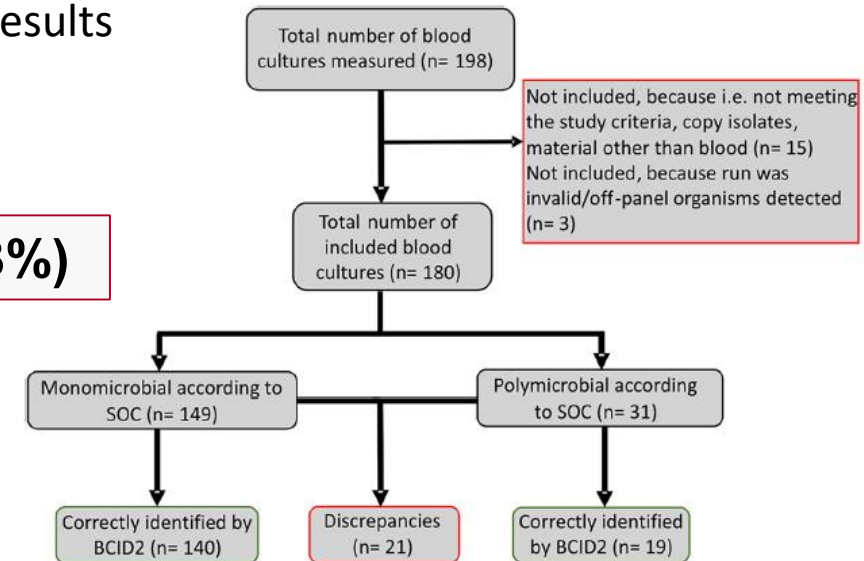 esults
Total number of blood
cultures measured (n= 198)
Not included, because i.e. not meeting
the study criteria, copy isolates,
material other than blood (n= 15)
Not included, because run was
invalid/off-panel organisms detected
(n= 3)
%)
Total number of
included blood
cultures (n= 180)
Monomicrobial according to
SOC (n= 149)
Polymicrobial according
to SOC (n= 31)
Correctly identified by
BCID2 (n= 140)
Discrepancies
(n= 21)
Correctly identified
by BCID2 (n= 19)